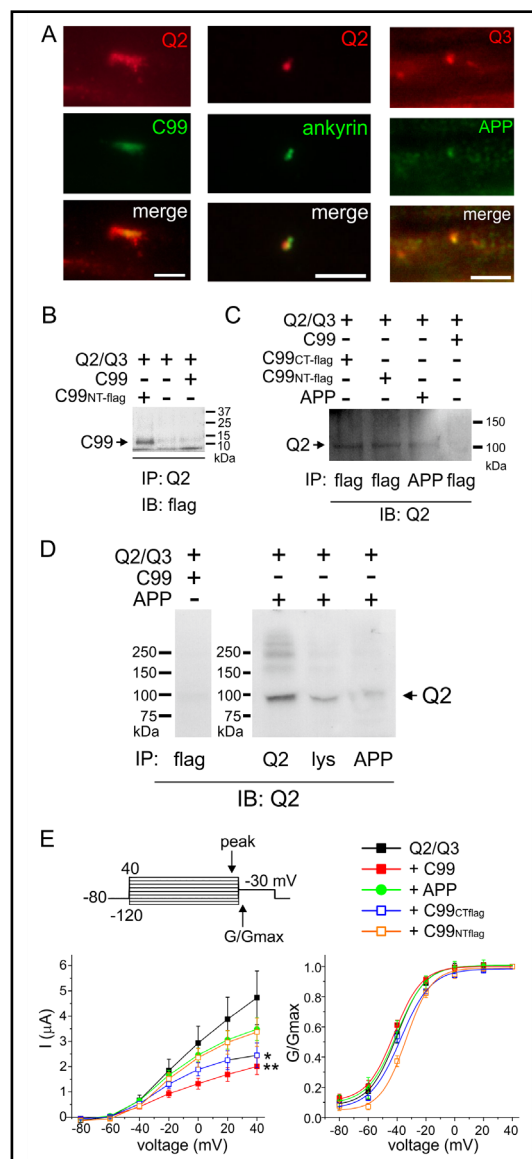 A
Q2
Q2
Q3
C99
ankyrin
APP
merge
merge
merge
B
Q2/Q3 + + +
C99 - - +
C99NT-flag + - -
37
25
15
10
kDa
C99
IP: Q2
IB: flag
C
Q2/Q3 + + + +
C99 - - - +
C99CT-flag + - - -
C99NT-flag - + - -
APP - - + -
150
100
kDa
Q2
IP: flag flag APP flag
IB: Q2
D
Q2/Q3 + + + +
C99 + - - -
APP - + + +
250
150
100
75
kDa
Q2
IP: flag Q2 lys APP
IB: Q2
E
peak
40
-80
-120
-30 mV
G/Gmax
Q2/Q3
+ C99
+ APP
+ C99CTflag
+ C99NTflag
I (μA)
6
5
4
3
2
1
0
*
**
-80 -60 -40 -20 0 20 40
voltage (mV)
G/Gmax
1.0
0.8
0.6
0.4
0.2
0.0
-80 -60 -40 -20 0 20 40
voltage (mV)